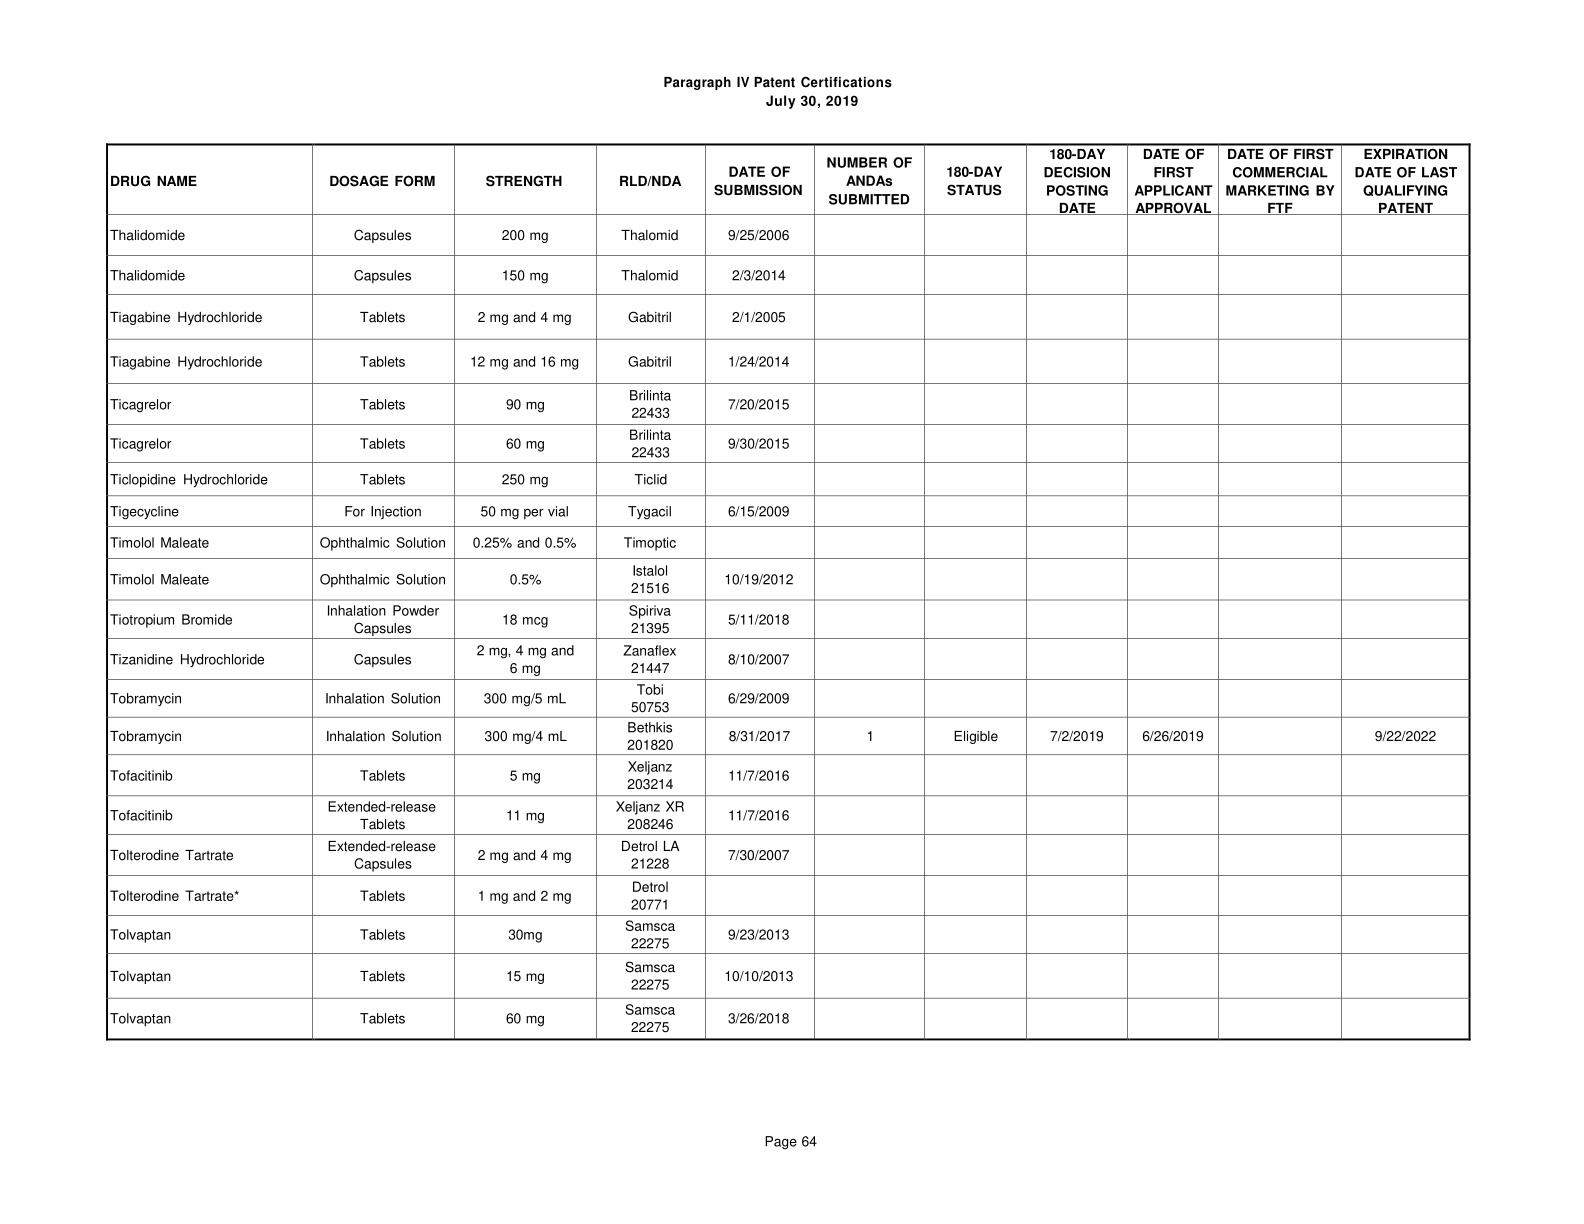 Paragraph IV Patent Certifications
July 30, 2019
DRUG NAME DOSAGE FORM STRENGTH RLD/NDA DATE OF SUBMISSION NUMBER OF ANDAs SUBMITTED 180-DAY STATUS 180-DAY DECISION POSTING DATE DATE OF FIRST APPLICANT APPROVAL DATE OF FIRST COMMERCIAL MARKETING BY FTF EXPIRATION DATE OF LAST QUALIFYING PATENT
Thalidomide Capsules 200 mg Thalomid 9/25/2006
Thalidomide Capsules 150 mg Thalomid 2/3/2014
Tiagabine Hydrochloride Tablets 2 mg and 4 mg Gabitril 2/1/2005
Tiagabine Hydrochloride Tablets 12 mg and 16 mg Gabitril 1/24/2014
Ticagrelor Tablets 90 mg Brilinta 22433 7/20/2015
Ticagrelor Tablets 60 mg Brilinta 22433 9/30/2015
Ticlopidine Hydrochloride Tablets 250 mg Ticlid
Tigecycline For Injection 50 mg per vial Tygacil 6/15/2009
Timolol Maleate Ophthalmic Solution 0.25% and 0.5% Timoptic
Timolol Maleate Ophthalmic Solution 0.5% Istalol 21516 10/19/2012
Tiotropium Bromide Inhalation Powder Capsules 18 mcg Spiriva 21395 5/11/2018
Tizanidine Hydrochloride Capsules 2 mg, 4 mg and 6 mg Zanaflex 21447 8/10/2007
Tobramycin Inhalation Solution 300 mg/5 mL Tobi 50753 6/29/2009
Tobramycin Inhalation Solution 300 mg/4 mL Bethkis 201820 8/31/2017 1 Eligible 7/2/2019 6/26/2019 9/22/2022
Tofacitinib Tablets 5 mg Xeljanz 203214 11/7/2016
Tofacitinib Extended-release Tablets 11 mg Xeljanz XR 208246 11/7/2016
Tolterodine Tartrate Extended-release Capsules 2 mg and 4 mg Detrol LA 21228 7/30/2007
Tolterodine Tartrate* Tablets 1 mg and 2 mg Detrol 20771
Tolvaptan Tablets 30mg Samsca 22275 9/23/2013
Tolvaptan Tablets 15 mg Samsca 22275 10/10/2013
Tolvaptan Tablets 60 mg Samsca 22275 3/26/2018
Page 64